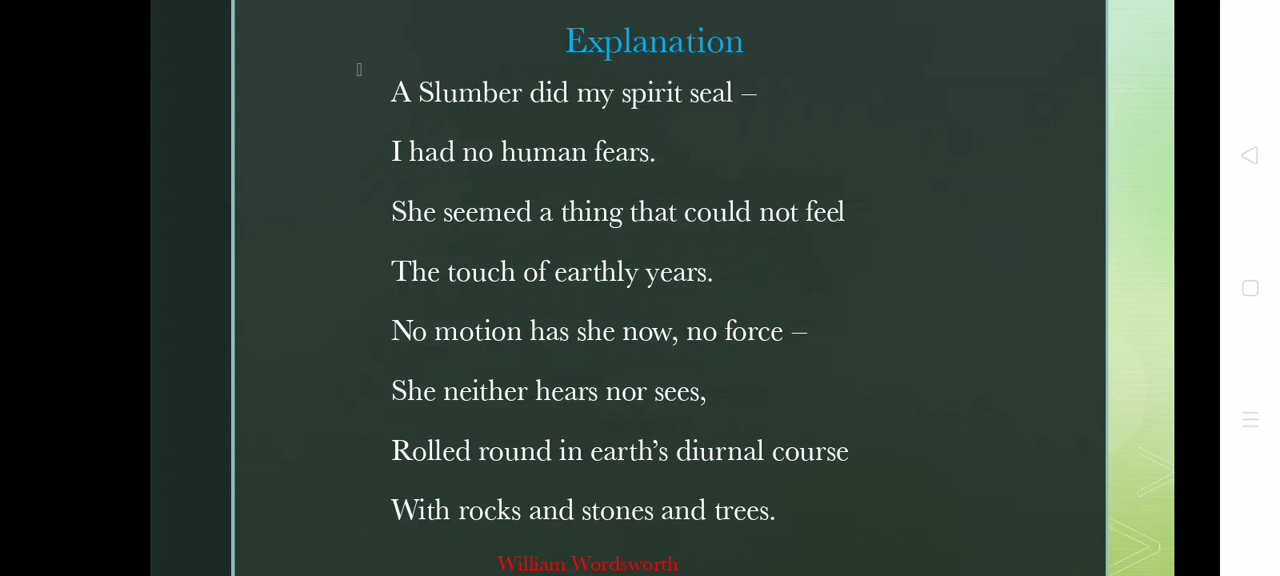 Explanation
A Slumber did my spirit seal –
I had no human fears.
She seemed a thing that could not feel
The touch of earthly years.
No motion has she now, no force –
She neither hears nor sees,
Rolled round in earth’s diurnal course
With rocks and stones and trees.
William Wordsworth